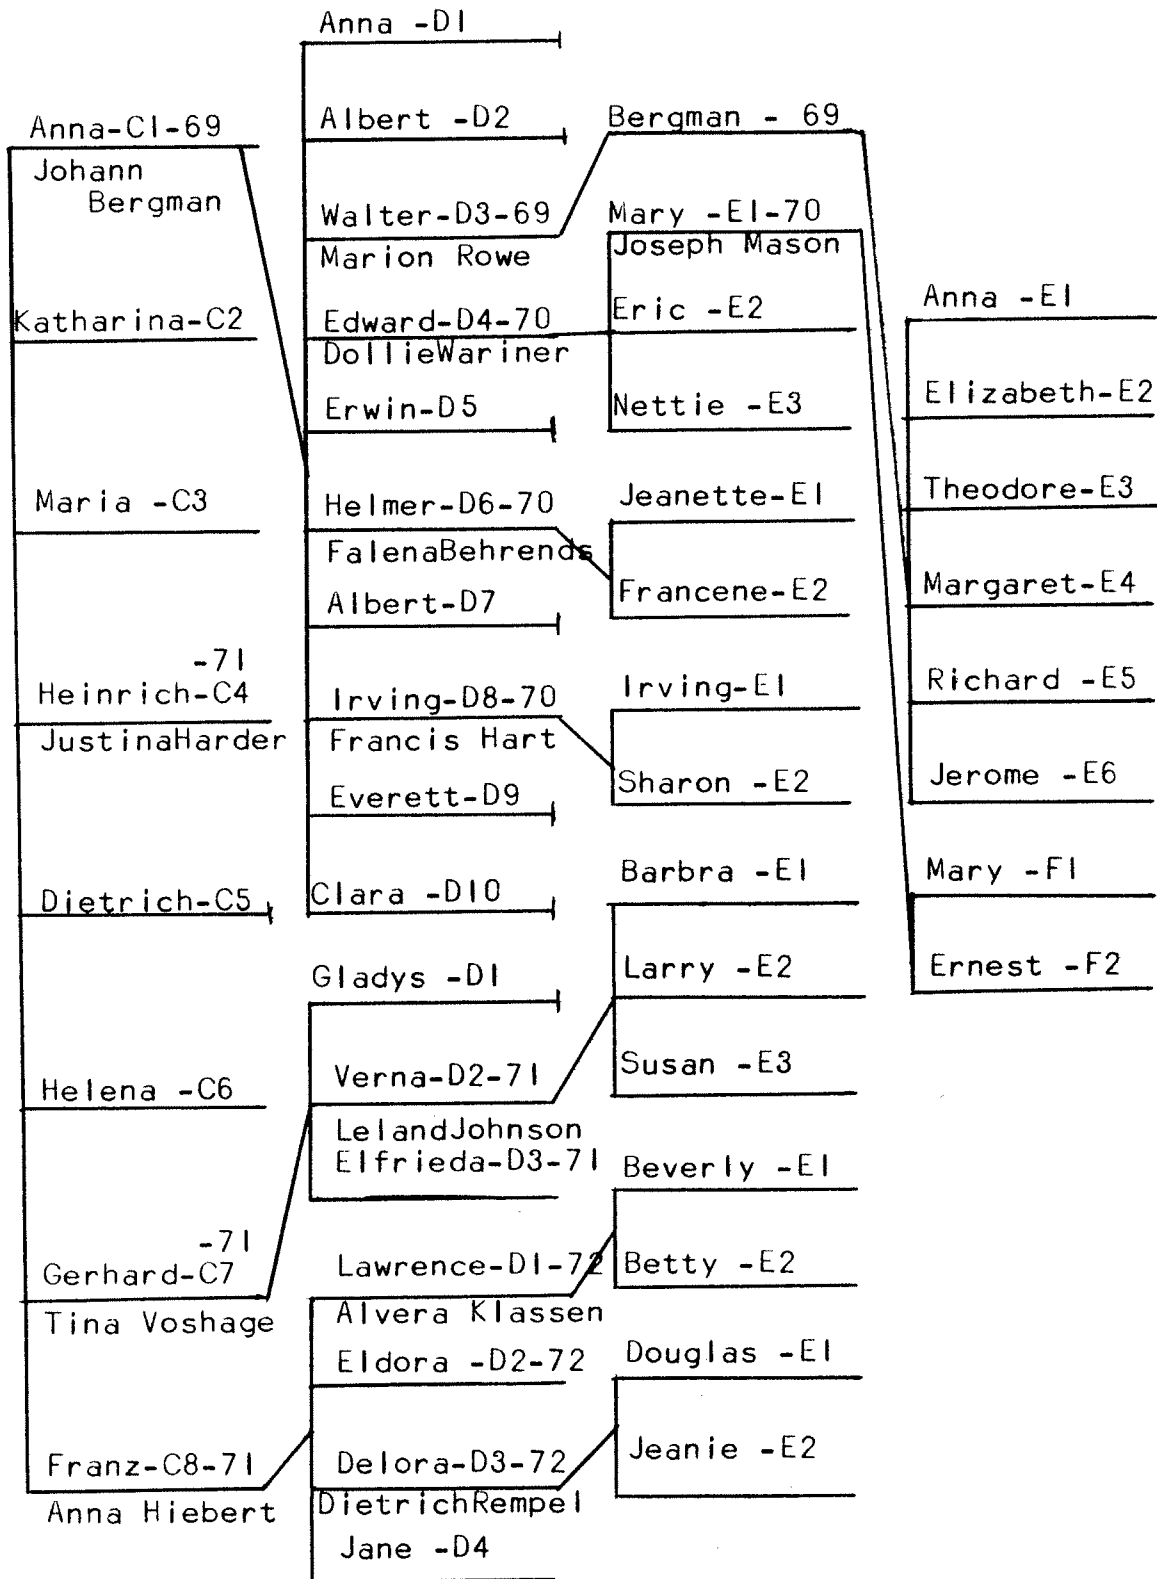 Anna-C1-69
Johann
Bergman
Katharina-C2
Maria -C3
-71
Heinrich-C4
JustinaHarder
Dietrich-C5
Helena -C6
-71
Gerhard-C7
Tina Voshage
Franz-C8-71
Anna Hiebert
Anna -D1
Albert -D2
Walter-D3-69
Marion Rowe
Edward-D4-70
DollieWariner
Erwin-D5
Helmer-D6-70
FalenaBehrends
Albert-D7
Irving-D8-70
Francis Hart
Everett-D9
Clara -D10
Gladys -D1
Verna-D2-71
LelandJohnson
Elfrieda-D3-71
Lawrence-D1-72
Alvera Klassen
Eldora -D2-72
Delora-D3-72
DietrichRempel
Jane -D4
Bergman - 69
Mary -E1-70
Joseph Mason
Eric -E2
Nettie -E3
Jeanette-E1
Francene-E2
Irving-E1
Sharon -E2
Barbra -E1
Larry -E2
Susan -E3
Beverly -E1
Betty -E2
Douglas -E1
Jeanie -E2
Anna -E1
Elizabeth-E2
Theodore-E3
Margaret-E4
Richard -E5
Jerome -E6
Mary -F1
Ernest -F2